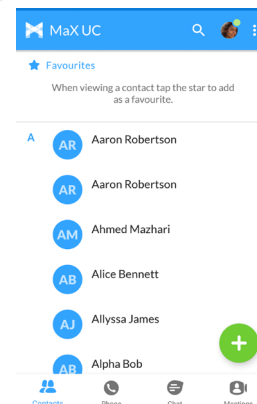 MaX UC
Favourites
When viewing a contact tap the star to add
as a favourite.
A
AR Aaron Robertson
AR Aaron Robertson
AM Ahmed Mazhari
AB Alice Bennett
AJ Allyssa James
AB Alpha Bob
Contacts Phone Chat Meetings